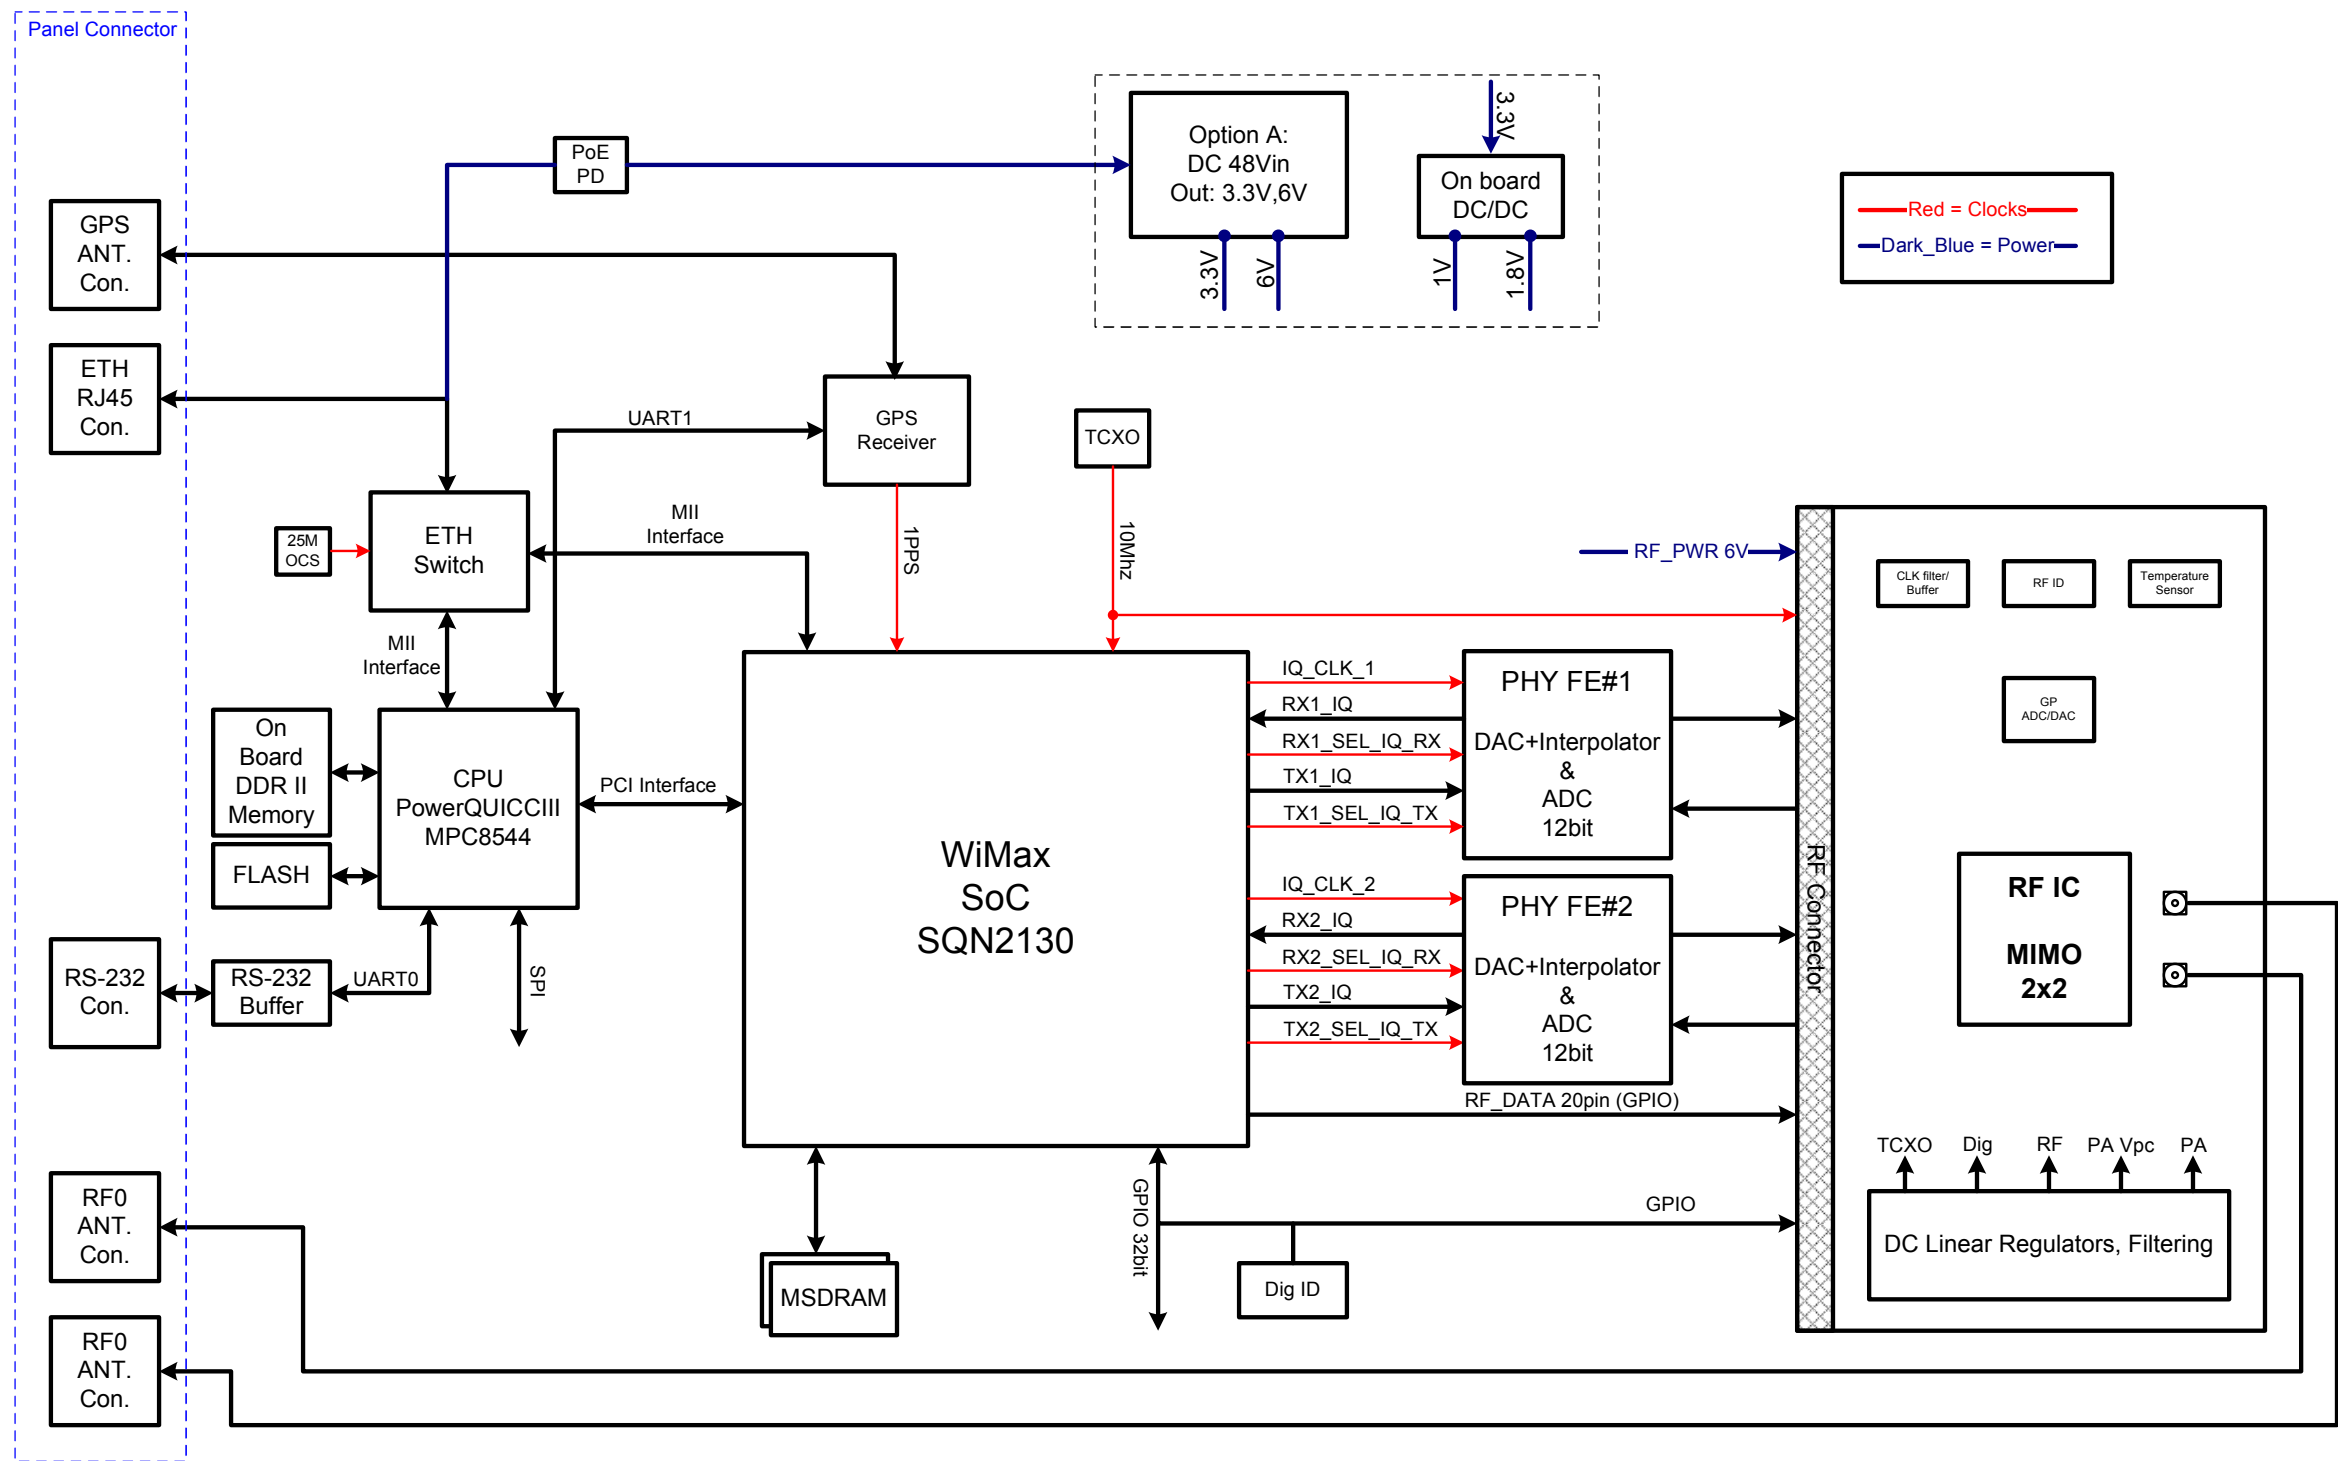 Panel Connector
GPS
ANT.
Con.
ETH
RJ45
Con.
RS-232
Con.
RF0
ANT.
Con.
RF0
ANT.
Con.
PoE
PD
Option A:
DC 48Vin
Out: 3.3V,6V
3.3V
6V
3.3V
On board
DC/DC
1V
1.8V
Red = Clocks
Dark_Blue = Power
UART1
GPS
Receiver
TCXO
25M
OCS
ETH
Switch
MII
Interface
1PPS
10Mhz
MII
Interface
On
Board
DDR II
Memory
FLASH
CPU
PowerQUICCIII
MPC8544
PCI Interface
RS-232
Buffer
UART0
SPI
WiMax
SoC
SQN2130
MSDRAM
GPIO 32bit
Dig ID
GPIO
IQ_CLK_1
RX1_IQ
RX1_SEL_IQ_RX
TX1_IQ
TX1_SEL_IQ_TX
IQ_CLK_2
RX2_IQ
RX2_SEL_IQ_RX
TX2_IQ
TX2_SEL_IQ_TX
PHY FE#1
DAC+Interpolator
&
ADC
12bit
PHY FE#2
DAC+Interpolator
&
ADC
12bit
RF_DATA 20pin (GPIO)
RF_PWR 6V
RF Connector
CLK filter/
Buffer
RF ID
Temperature
Sensor
GP
ADC/DAC
RF IC
MIMO
2x2
TCXO
Dig
RF
PA Vpc
PA
DC Linear Regulators, Filtering